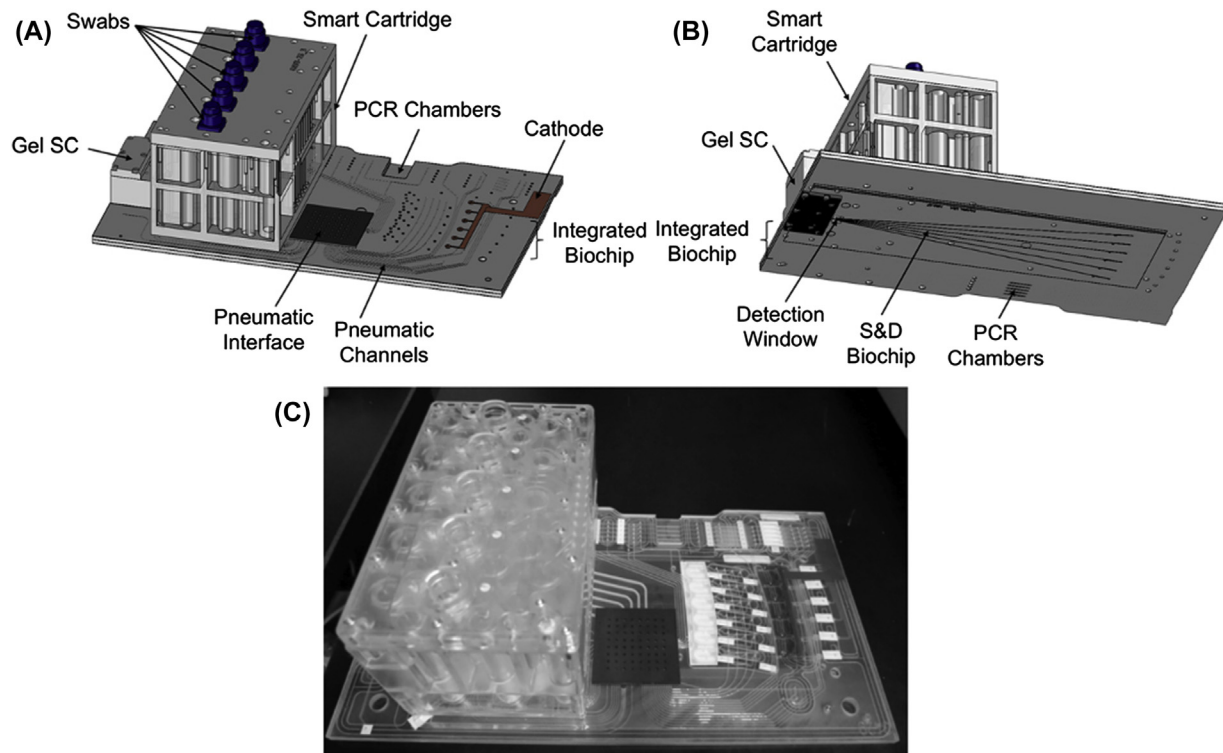 (A)
Swabs
Smart Cartridge
PCR Chambers
Cathode
Gel SC
Integrated
Biochip
Pneumatic
Interface
Pneumatic
Channels
(B)
Smart
Cartridge
Gel SC
Integrated
Biochip
Detection
Window
S&D
Biochip
PCR
Chambers
(C)